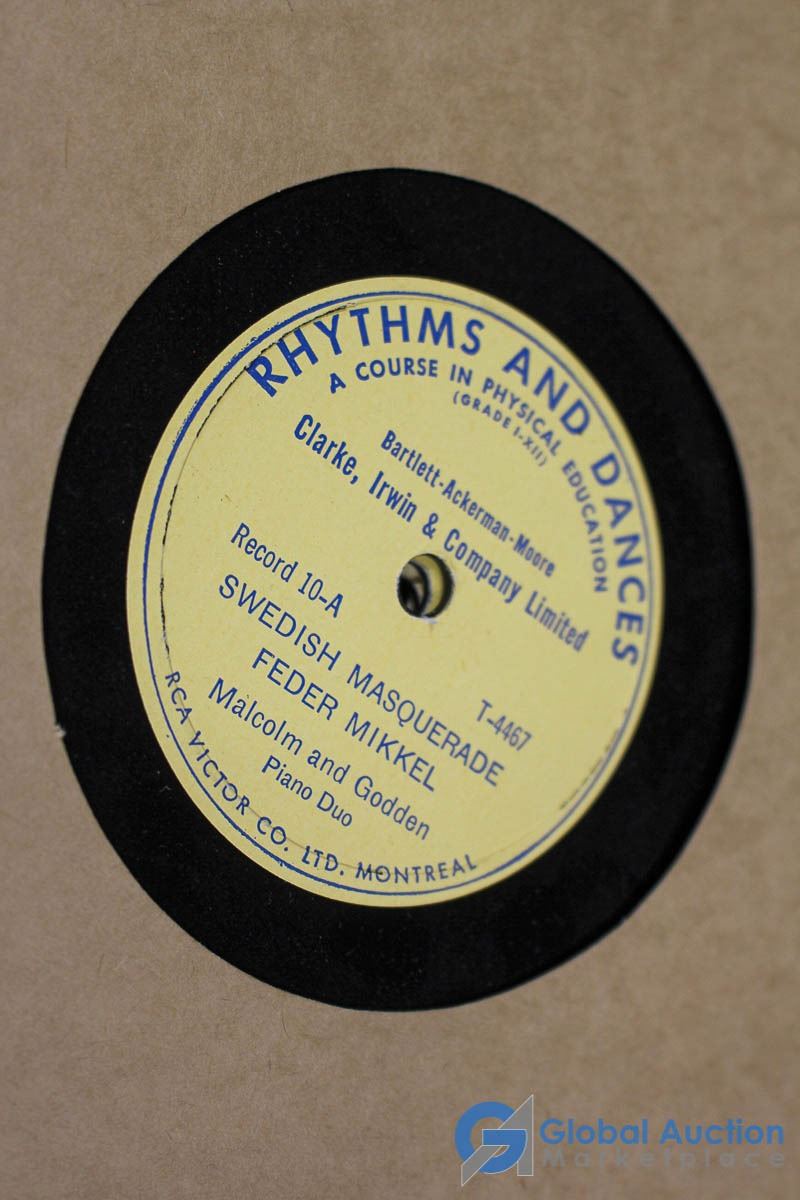 RHYTHMS AND DANCES
A COURSE IN PHYSICAL EDUCATION
(GRADE I-XII)
Bartlett-Ackerman-Moore
Clarke, Irwin & Company Limited
Record 10-A
T-4467
SWEDISH MASQUERADE
FEDER MIKKEL
Malcolm and Godden
Piano Duo
RCA VICTOR CO. LTD. MONTREAL
Global Auction
Marketplace